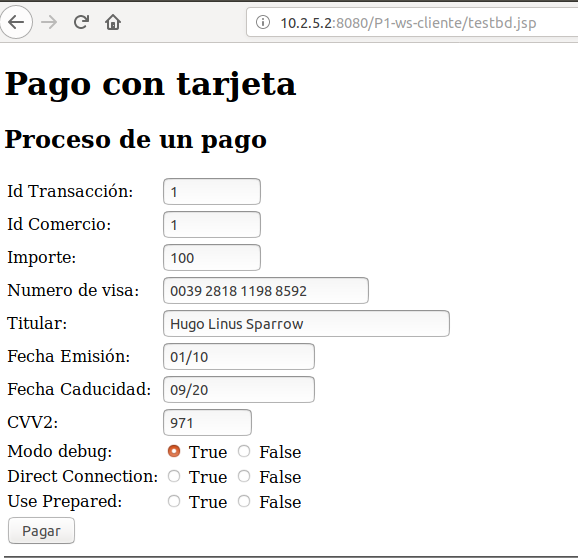 10.2.5.2:8080/P1-ws-cliente/testbd.jsp
Pago con tarjeta
Proceso de un pago
Id Transacción: 1
Id Comercio: 1
Importe: 100
Numero de visa: 0039 2818 1198 8592
Titular: Hugo Linus Sparrow
Fecha Emisión: 01/10
Fecha Caducidad: 09/20
CVV2: 971
Modo debug: True False
Direct Connection: True False
Use Prepared: True False
Pagar